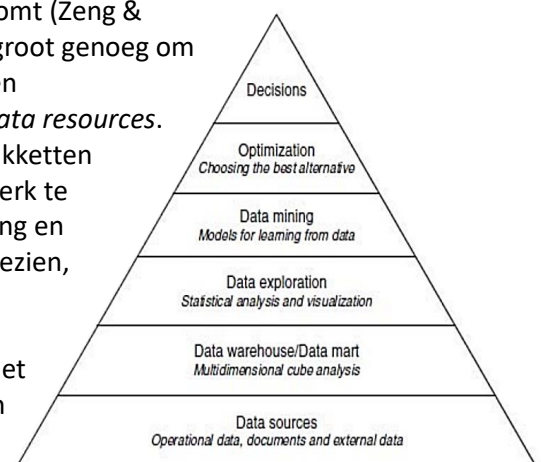 omt (Zeng &
groot genoeg om
en
ata resources.
kketten
erk te
ng en
ezien,
et
n
Decisions
Optimization
Choosing the best alternative
Data mining
Models for learning from data
Data exploration
Statistical analysis and visualization
Data warehouse/Data mart
Multidimensional cube analysis
Data sources
Operational data, documents and external data